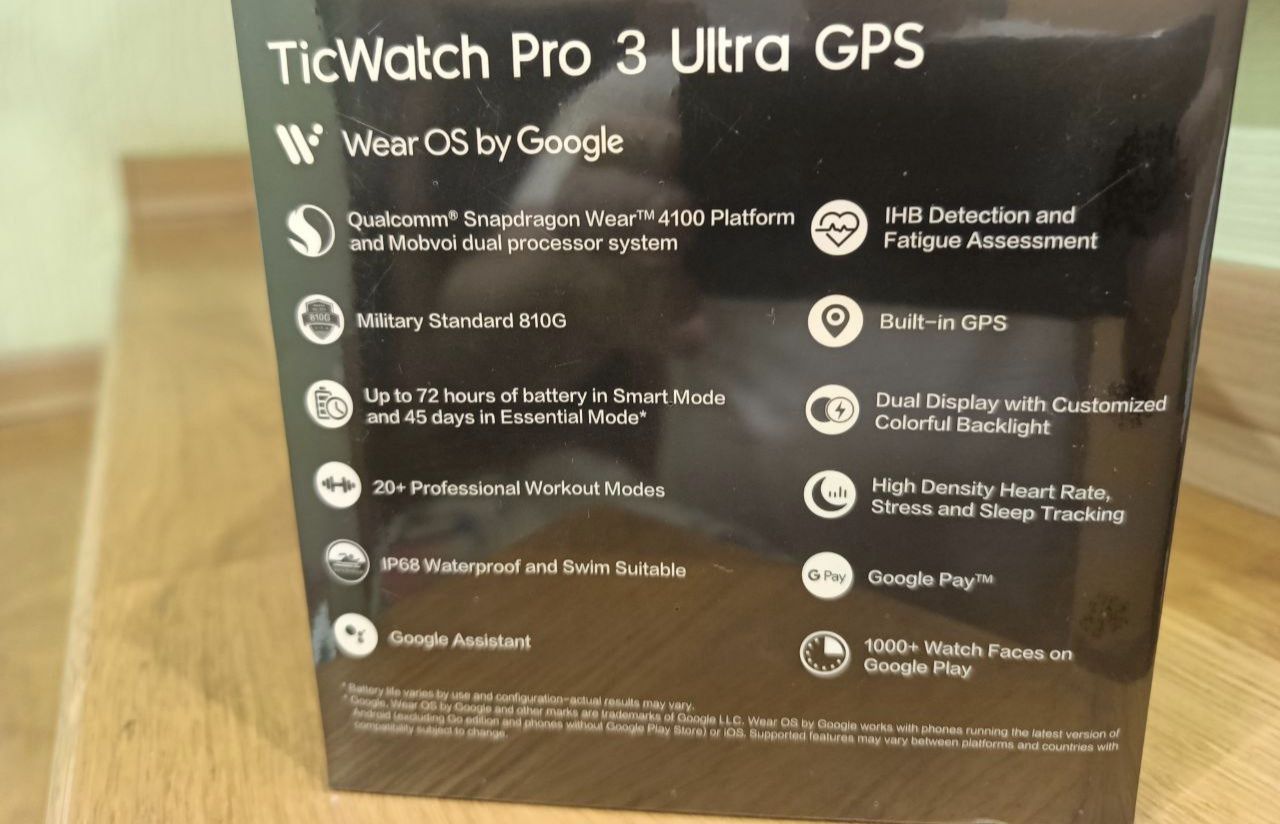 TicWatch Pro 3 Ultra GPS
Wear OS by Google
Qualcomm® Snapdragon Wear™ 4100 Platform
and Mobvoi dual processor system
810G
Military Standard 810G
Up to 72 hours of battery in Smart Mode
and 45 days in Essential Mode*
20+ Professional Workout Modes
IP68 Waterproof and Swim Suitable
Google Assistant
IHB Detection and
Fatigue Assessment
Built-in GPS
Dual Display with Customized
Colorful Backlight
High Density Heart Rate,
Stress and Sleep Tracking
G Pay
Google Pay™
1000+ Watch Faces on
Google Play
* Battery life varies by use and configuration-actual results may vary.
* Google, Wear OS by Google and other marks are trademarks of Google LLC. Wear OS by Google works with phones running the latest version of
Android (excluding Go edition and phones without Google Play Store) or iOS. Supported features may vary between platforms and countries with
compatibility subject to change.